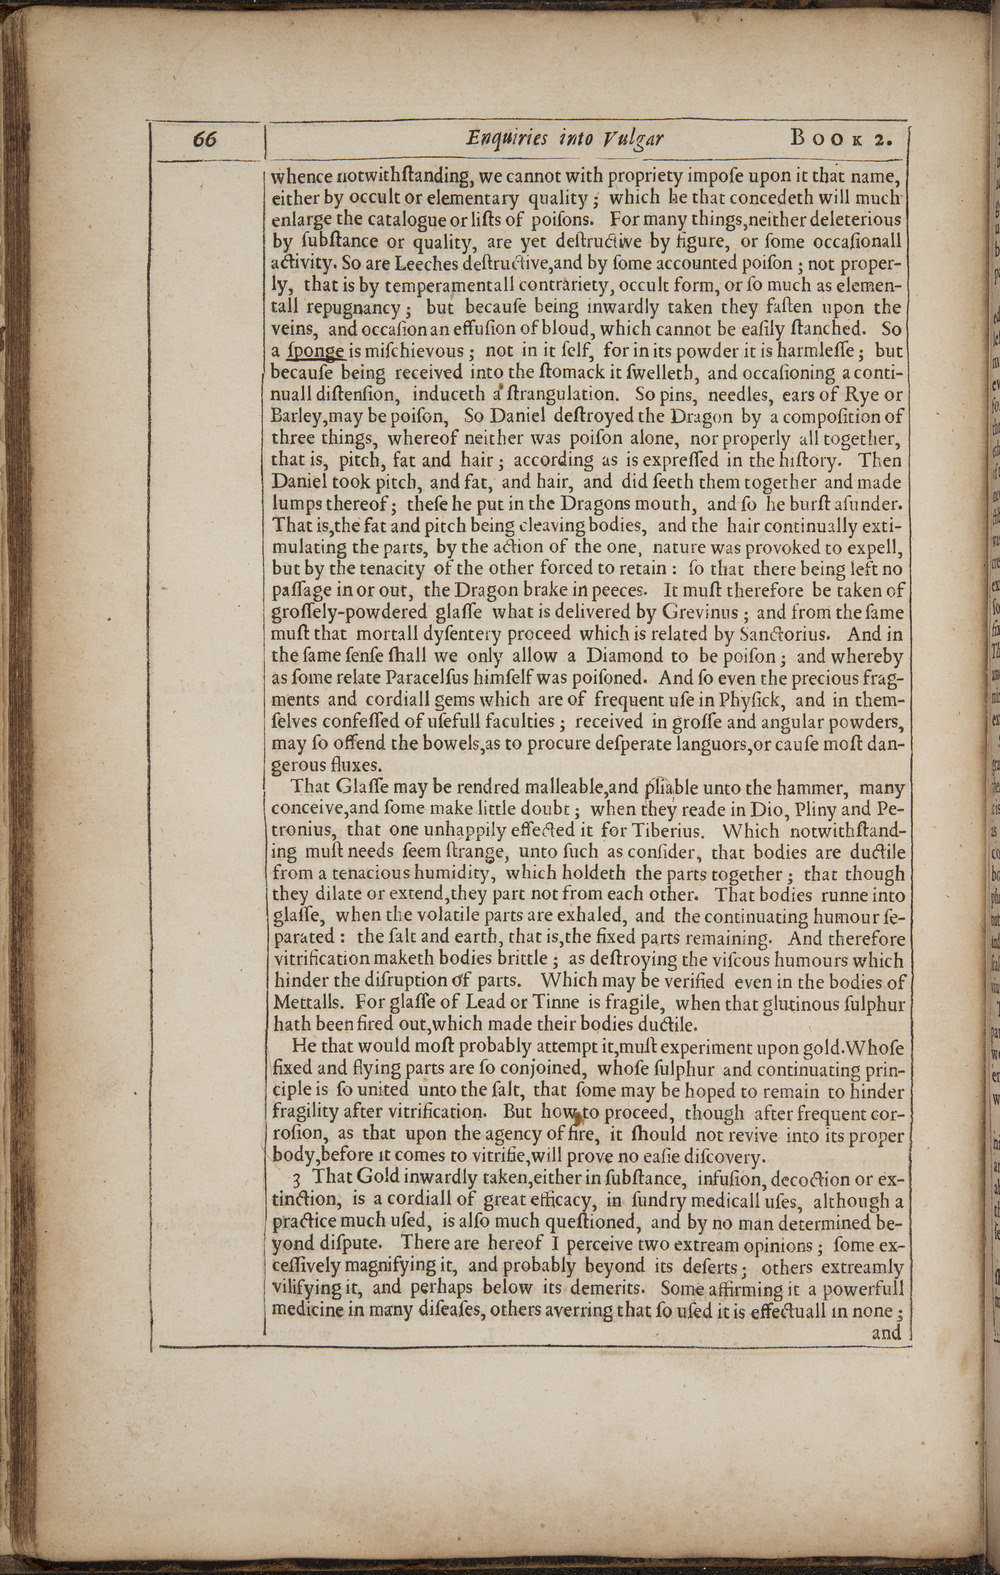 66
Enquiries into Vulgar
BOOK 2.
whence notwithſtanding, we cannot with propriety impoſe upon it that name,
either by occult or elementary quality; which he that concedeth will much
enlarge the catalogue or liſts of poiſons. For many things,neither deleterious
by ſubſtance or quality, are yet deſtructive by figure, or ſome occaſionall
activity. So are Leeches deſtructive,and by ſome accounted poiſon; not proper-
ly, that is by temperamentall contrariety, occult form, or ſo much as elemen-
tall repugnancy; but becauſe being inwardly taken they faſten upon the
veins, and occaſion an effuſion of bloud, which cannot be eaſily ſtanched. So
a ſponge is miſchievous; not in it ſelf, for in its powder it is harmleſſe; but
becauſe being received into the ſtomack it ſwelleth, and occaſioning a conti-
nuall diſtenſion, induceth a ſtrangulation. So pins, needles, ears of Rye or
Barley,may be poiſon, So Daniel deſtroyed the Dragon by a compoſition of
three things, whereof neither was poiſon alone, nor properly all together,
that is, pitch, fat and hair; according as is expreſſed in the hiſtory. Then
Daniel took pitch, and fat, and hair, and did ſeeth them together and made
lumps thereof; theſe he put in the Dragons mouth, and ſo he burſt aſunder.
That is,the fat and pitch being cleaving bodies, and the hair continually exti-
mulating the parts, by the action of the one, nature was provoked to expell,
but by the tenacity of the other forced to retain: ſo that there being left no
paſſage in or out, the Dragon brake in peeces. It muſt therefore be taken of
groſſely-powdered glaſſe what is delivered by Grevinus; and from the ſame
muſt that mortall dyſentery proceed which is related by Sanctorius. And in
the ſame ſenſe ſhall we only allow a Diamond to be poiſon; and whereby
as ſome relate Paracelſus himſelf was poiſoned. And ſo even the precious frag-
ments and cordiall gems which are of frequent uſe in Phyſick, and in them-
ſelves confeſſed of uſefull faculties; received in groſſe and angular powders,
may ſo offend the bowels,as to procure deſperate languors,or cauſe moſt dan-
gerous fluxes.
That Glaſſe may be rendred malleable,and pliable unto the hammer, many
conceive,and ſome make little doubt; when they reade in Dio, Pliny and Pe-
tronius, that one unhappily effected it for Tiberius. Which notwithſtand-
ing muſt needs ſeem ſtrange, unto ſuch as conſider, that bodies are ductile
from a tenacious humidity, which holdeth the parts together; that though
they dilate or extend,they part not from each other. That bodies runne into
glaſſe, when the volatile parts are exhaled, and the continuating humour ſe-
parated: the ſalt and earth, that is,the fixed parts remaining. And therefore
vitrification maketh bodies brittle; as deſtroying the viſcous humours which
hinder the diſruption of parts. Which may be verified even in the bodies of
Mettalls. For glaſſe of Lead or Tinne is fragile, when that glutinous ſulphur
hath been fired out,which made their bodies ductile.
He that would moſt probably attempt it,muſt experiment upon gold.Whoſe
fixed and flying parts are ſo conjoined, whoſe ſulphur and continuating prin-
ciple is ſo united unto the ſalt, that ſome may be hoped to remain to hinder
fragility after vitrification. But how to proceed, though after frequent cor-
roſion, as that upon the agency of fire, it ſhould not revive into its proper
body,before it comes to vitrifie,will prove no eaſie diſcovery.
3 That Gold inwardly taken,either in ſubſtance, infuſion, decoction or ex-
tinction, is a cordiall of great efficacy, in ſundry medicall uſes, although a
practice much uſed, is alſo much queſtioned, and by no man determined be-
yond diſpute. There are hereof I perceive two extream opinions; ſome ex-
ceſſively magnifying it, and probably beyond its deſerts; others extreamly
vilifying it, and perhaps below its demerits. Some affirming it a powerfull
medicine in many diſeaſes, others averring that ſo uſed it is effectuall in none;
and